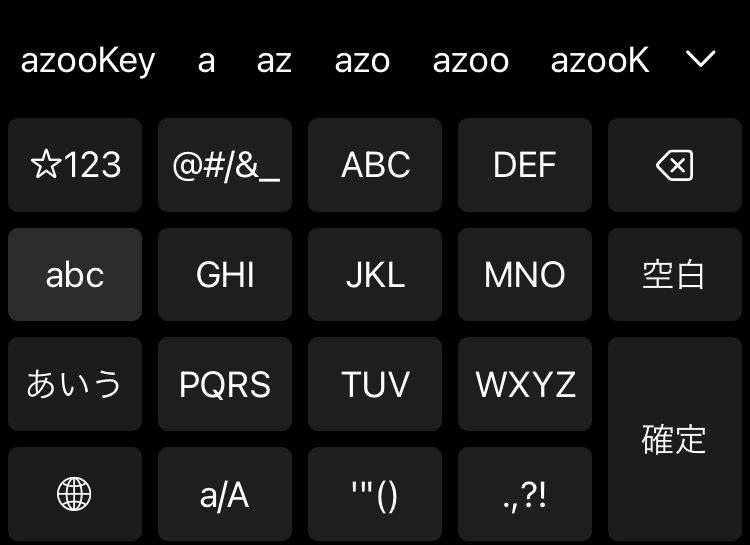 azooKey a az azo azoo azooK
☆123 @#/&_ ABC DEF
abc GHI JKL MNO 空白
あいう PQRS TUV WXYZ
確定
a/A '"() .,?!